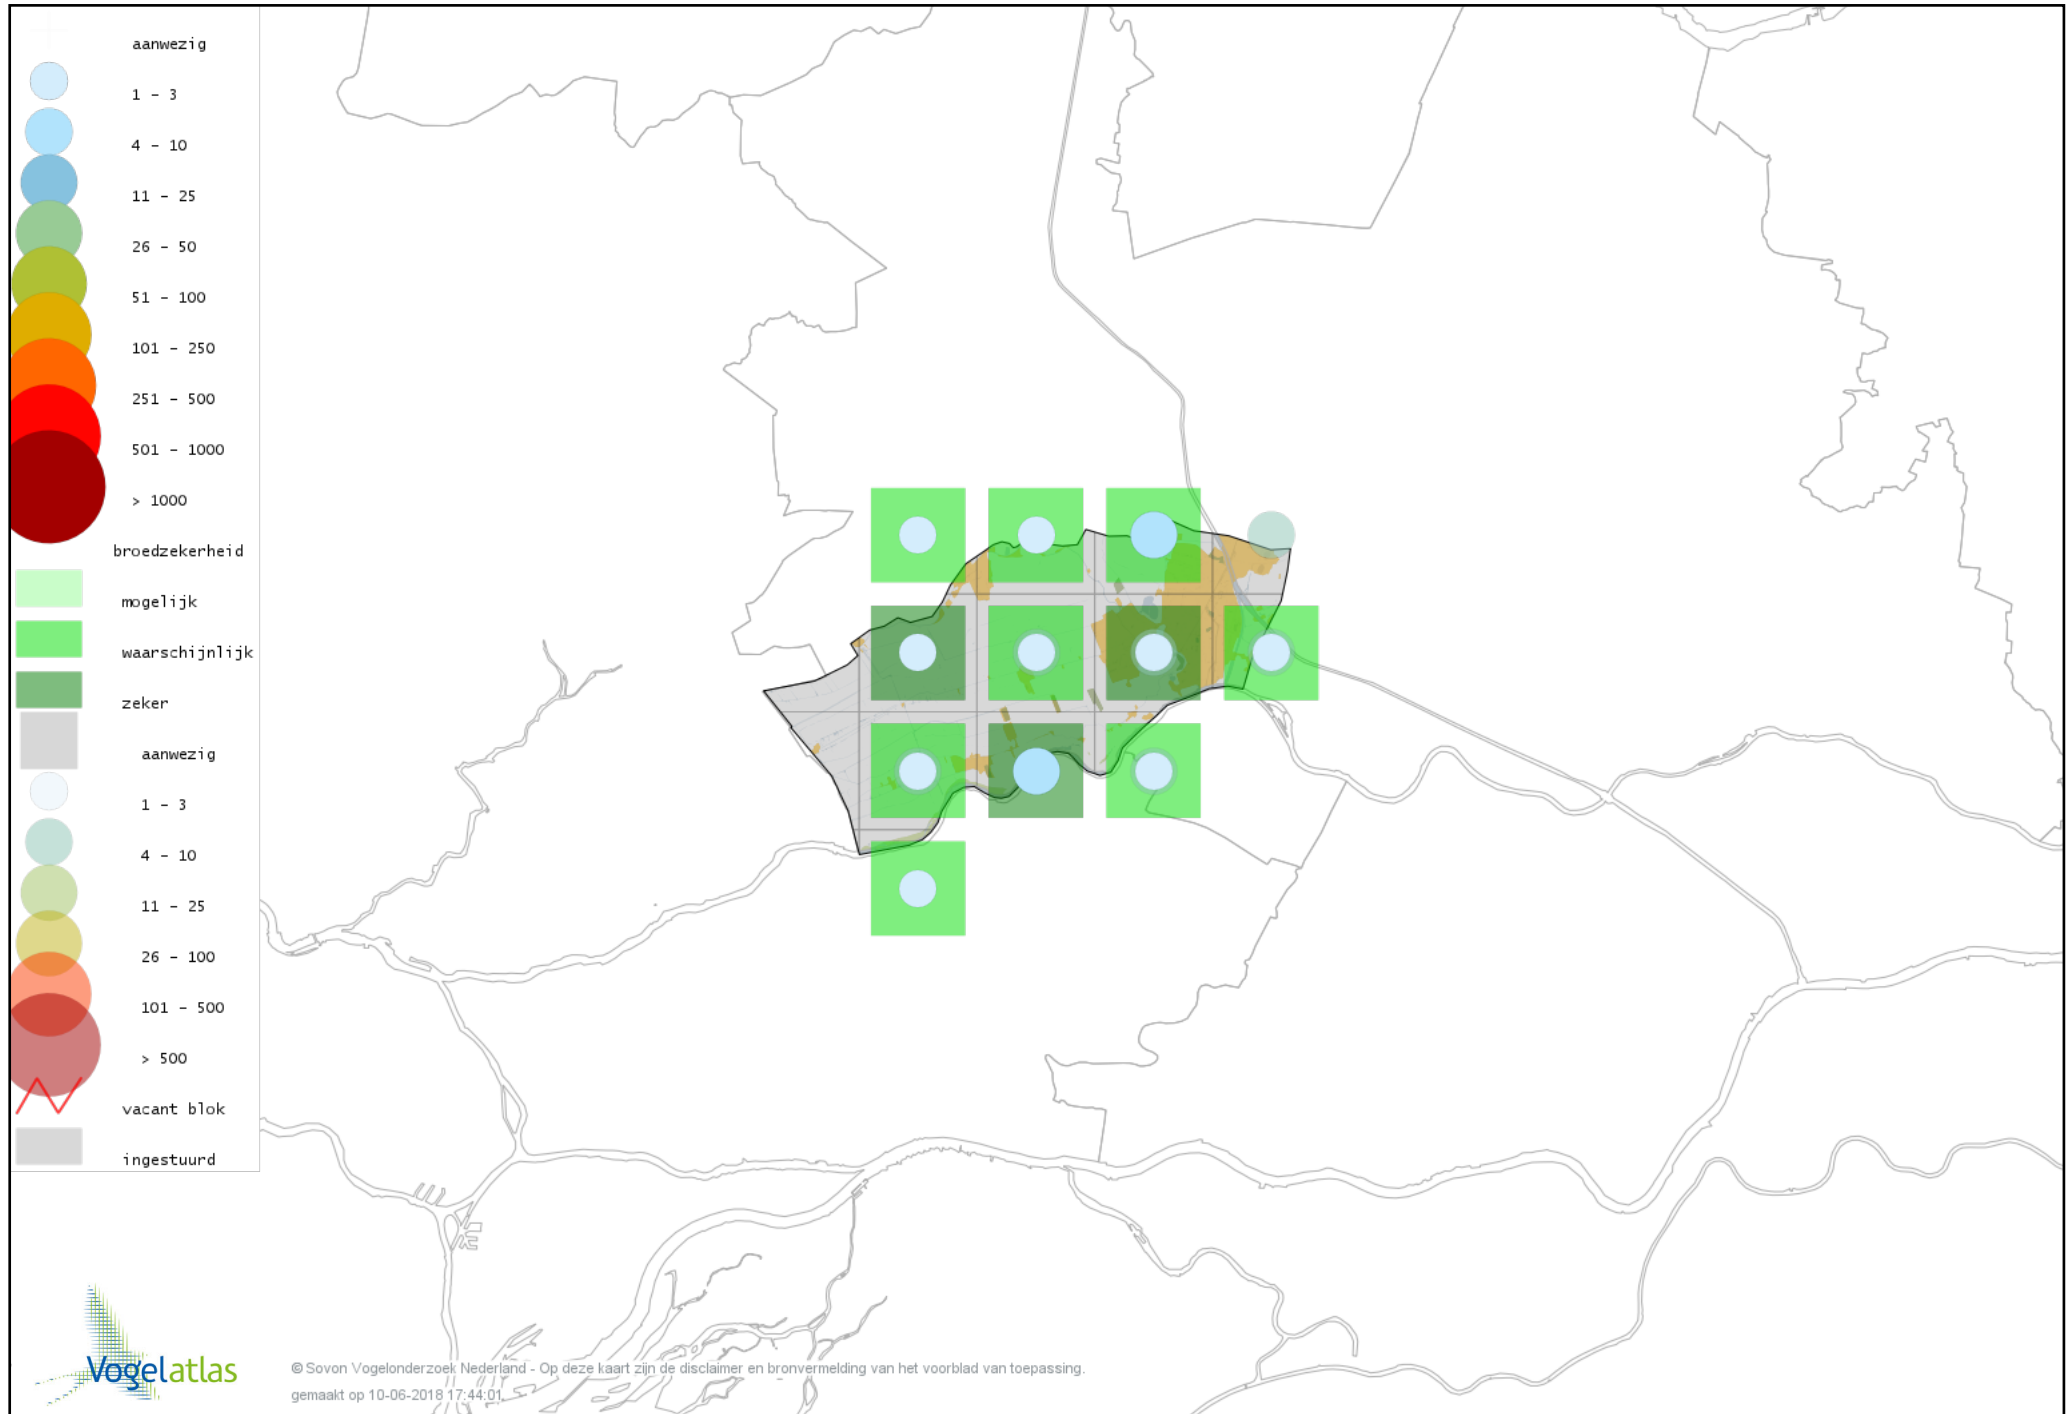 aanwezig
1 – 3
4 – 10
11 – 25
26 – 50
51 – 100
101 – 250
251 – 500
501 – 1000
> 1000
broedzekerheid
mogelijk
waarschijnlijk
zeker
aanwezig
1 – 3
4 – 10
11 – 25
26 – 100
101 – 500
> 500
vacant blok
ingestuurd
Vogelatlas
© Sovon Vogelonderzoek Nederland - Op deze kaart zijn de disclaimer en bronvermelding van het voorblad van toepassing.
gemaakt op 10-06-2018 17:44:01